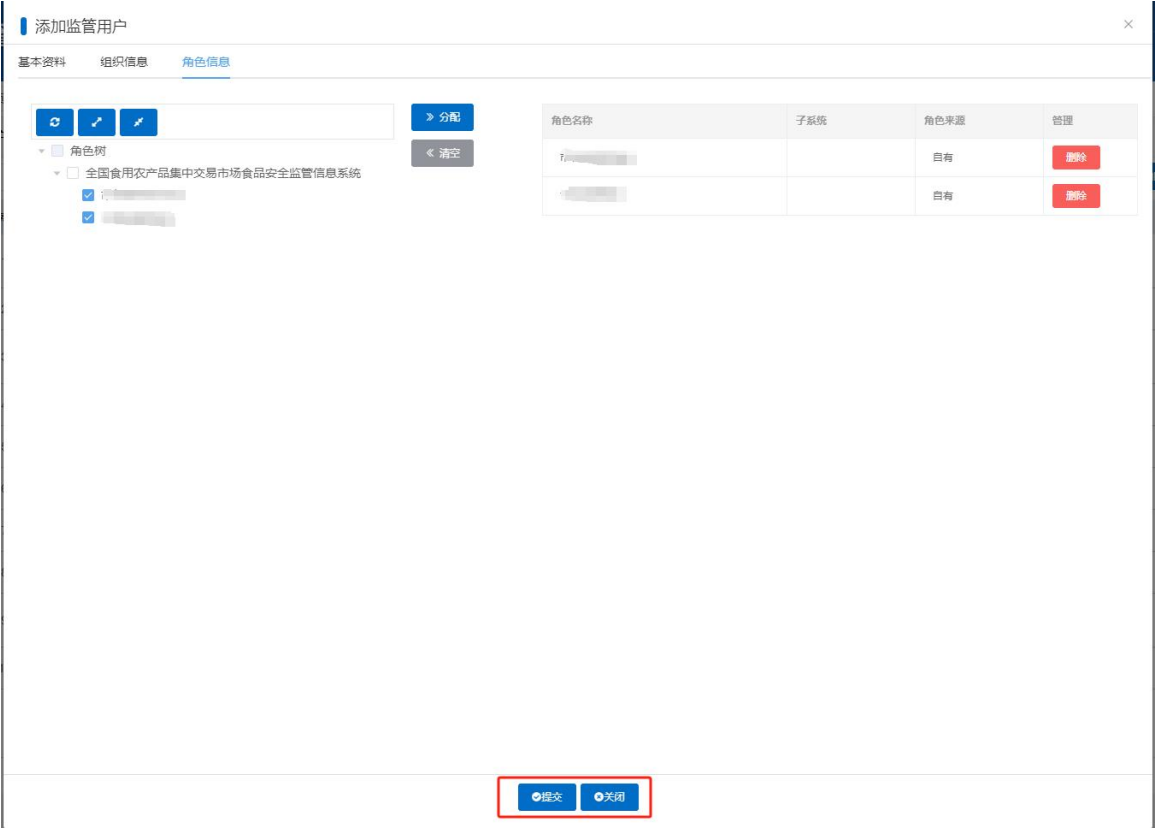 添加监管用户
基本资料 组织信息 角色信息
分配
清空
角色树
全国食用农产品集中交易市场食品安全监管信息系统
角色名称 子系统 角色来源 管理
自有 删除
自有 删除
提交 关闭